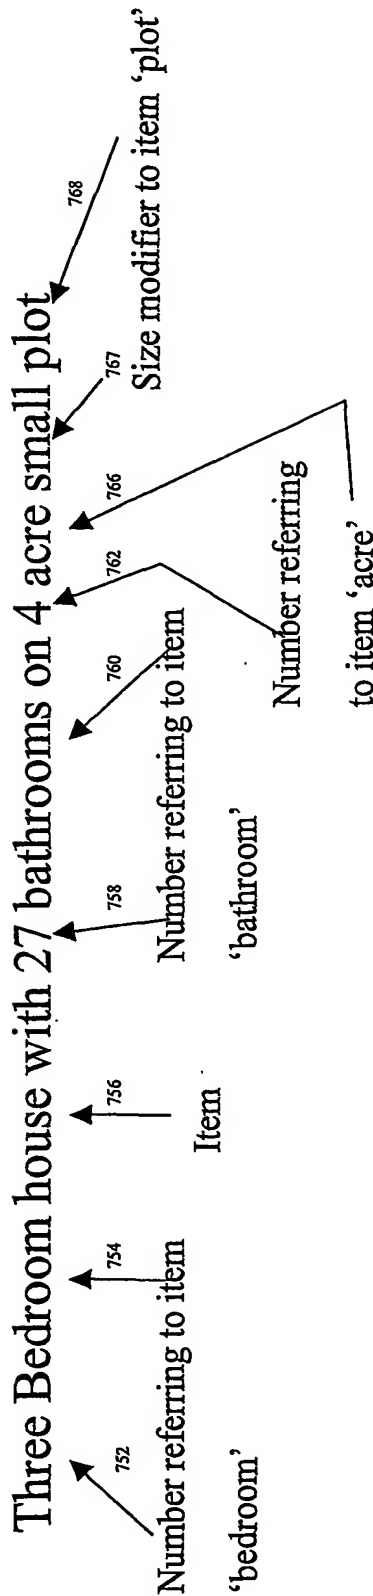 Three Bedroom house with 27 bathrooms on 4 acre small plot
752
754
756
758
760
762
766
767
768
Number referring to item
'bedroom'
Item
Number referring to item
'bathroom'
Number referring
to item 'acre'
Size modifier to item 'plot'